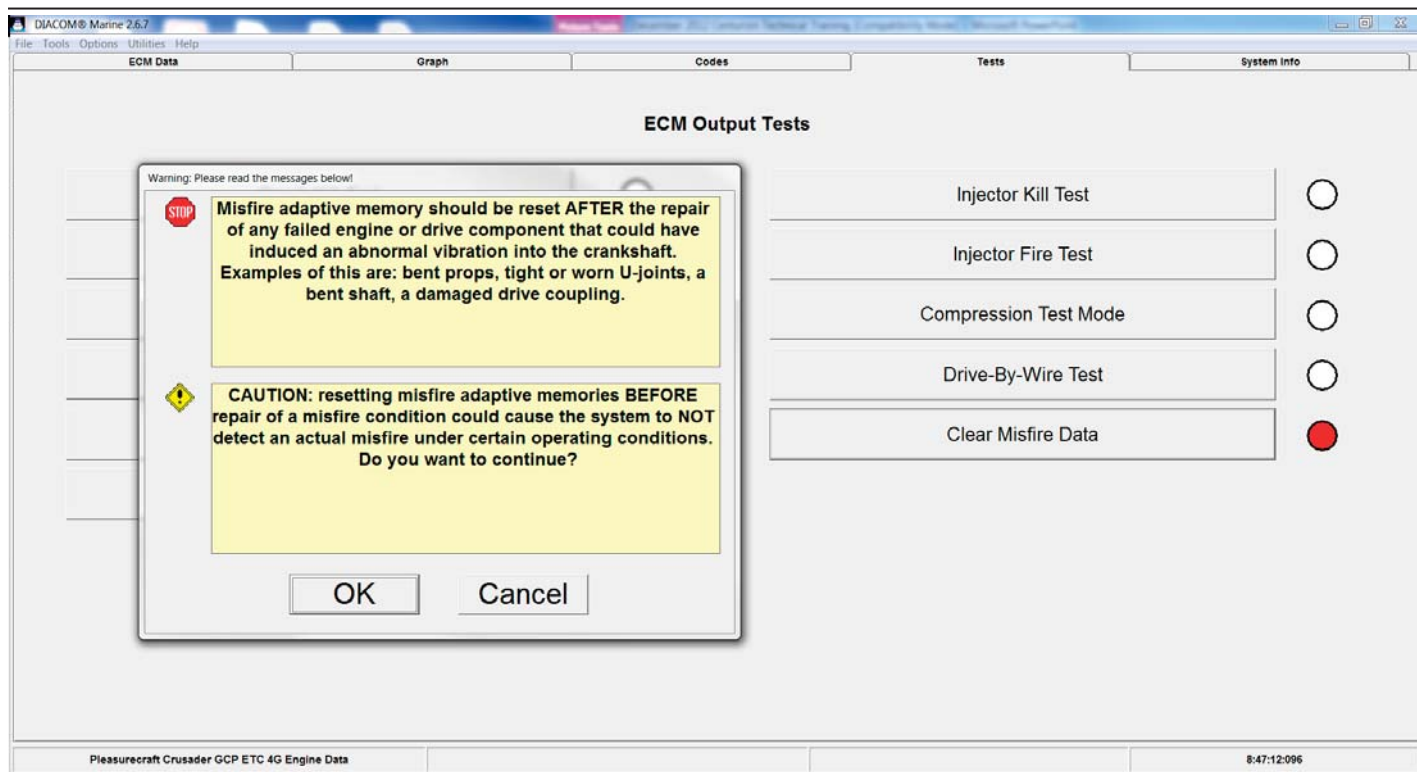 DIACOM® Marine 2.6.7
File Tools Options Utilities Help
ECM Data Graph Codes Tests System Info
ECM Output Tests
Warning: Please read the messages below!
STOP
Misfire adaptive memory should be reset AFTER the repair
of any failed engine or drive component that could have
induced an abnormal vibration into the crankshaft.
Examples of this are: bent props, tight or worn U-joints, a
bent shaft, a damaged drive coupling.
CAUTION: resetting misfire adaptive memories BEFORE
repair of a misfire condition could cause the system to NOT
detect an actual misfire under certain operating conditions.
Do you want to continue?
OK Cancel
Injector Kill Test
Injector Fire Test
Compression Test Mode
Drive-By-Wire Test
Clear Misfire Data
Pleasurecraft Crusader GCP ETC 4G Engine Data 8:47:12:096